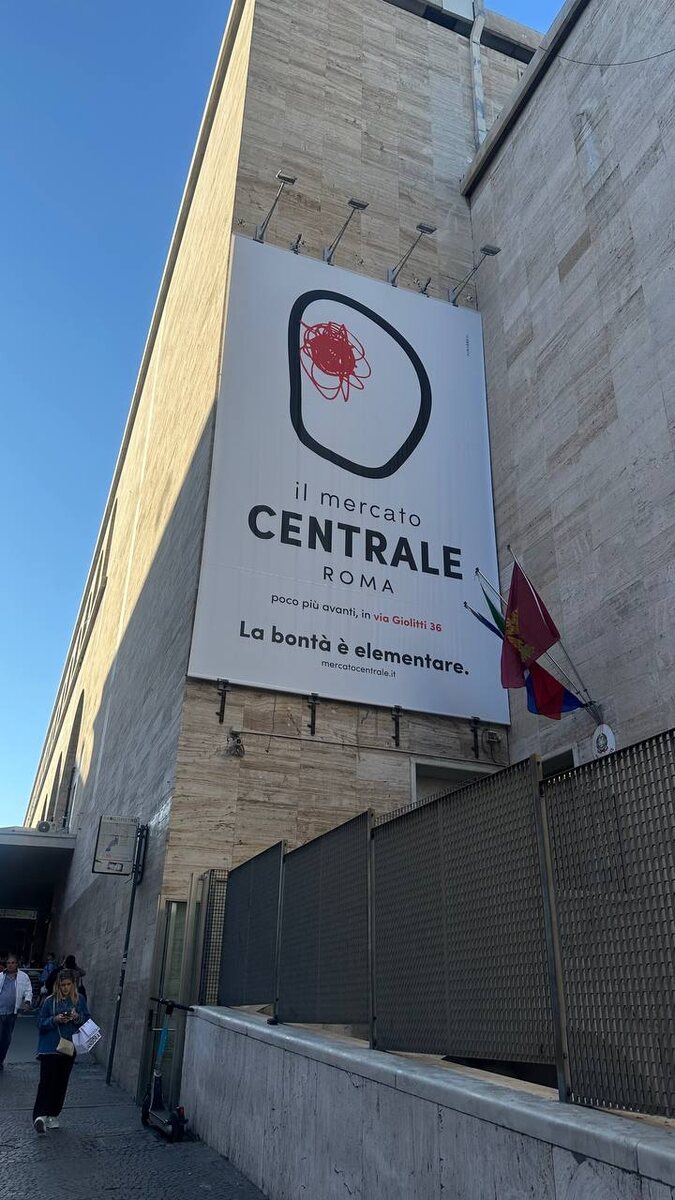 il mercato
CENTRALE
ROMA
poco più avanti, in via Giolitti 36
La bontà è elementare.
mercatocentrale.it